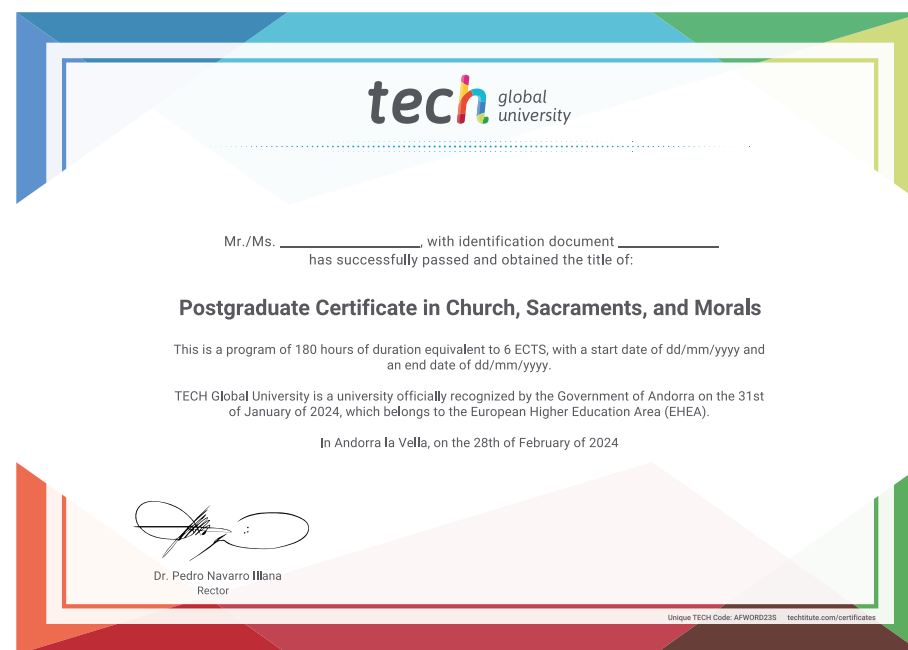 tech global
university
Mr./Ms. ____________, with identification document ____________
has successfully passed and obtained the title of:
Postgraduate Certificate in Church, Sacraments, and Morals
This is a program of 180 hours of duration equivalent to 6 ECTS, with a start date of dd/mm/yyyy and
an end date of dd/mm/yyyy.
TECH Global University is a university officially recognized by the Government of Andorra on the 31st
of January of 2024, which belongs to the European Higher Education Area (EHEA).
In Andorra la Vella, on the 28th of February of 2024
Dr. Pedro Navarro Illana
Rector
Unique TECH Code: AFWORD23S techtitute.com/certificates